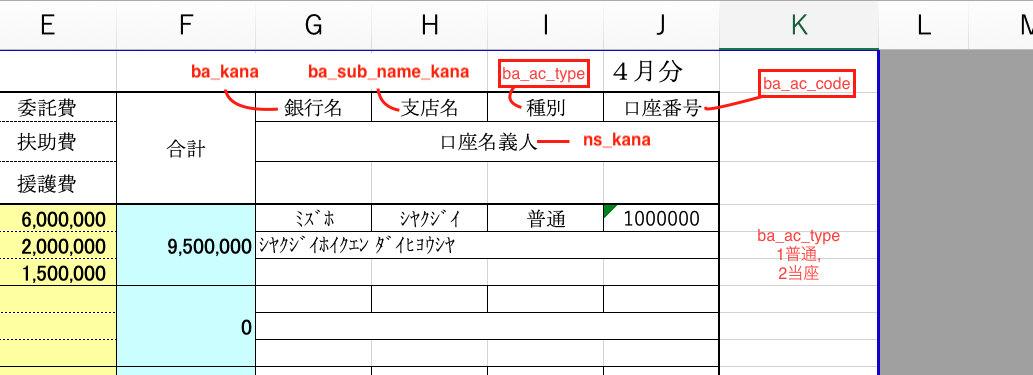 E F G H I J K L M
ba_kana ba_sub_name_kana ba_ac_type 4月分
ba_ac_code
委託費 銀行名 支店名 種別 口座番号
扶助費 合計 口座名義人 ns_kana
援護費
6,000,000 ﾐｽﾞﾎ ｼﾔｸｼﾞｲ 普通 1000000
2,000,000 9,500,000 ｼﾔｸｼﾞｲﾎｲｸｴﾝ ﾀﾞｲﾋﾖｳｼﾔ
1,500,000
ba_ac_type
1普通,
2当座
0